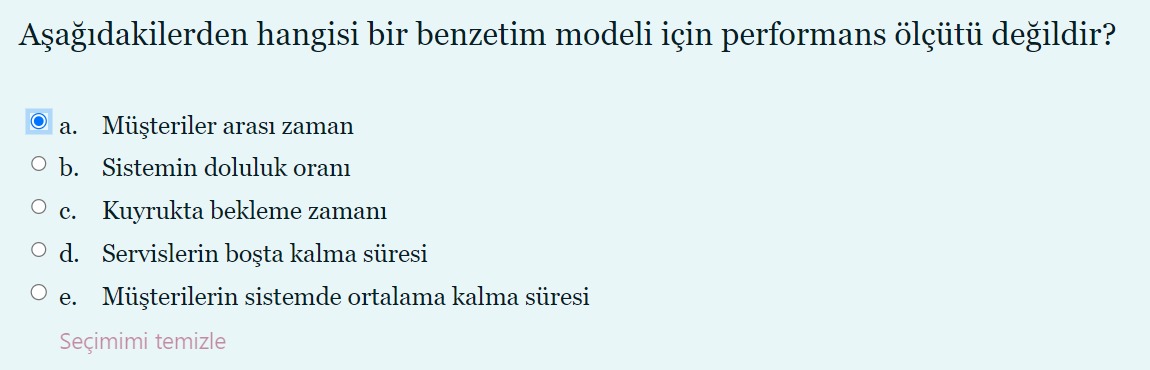 Aşağıdakilerden hangisi bir benzetim modeli için performans ölçütü değildir?
a. Müşteriler arası zaman
b. Sistemin doluluk oranı
c. Kuyrukta bekleme zamanı
d. Servislerin boşta kalma süresi
e. Müşterilerin sistemde ortalama kalma süresi
Seçimimi temizle